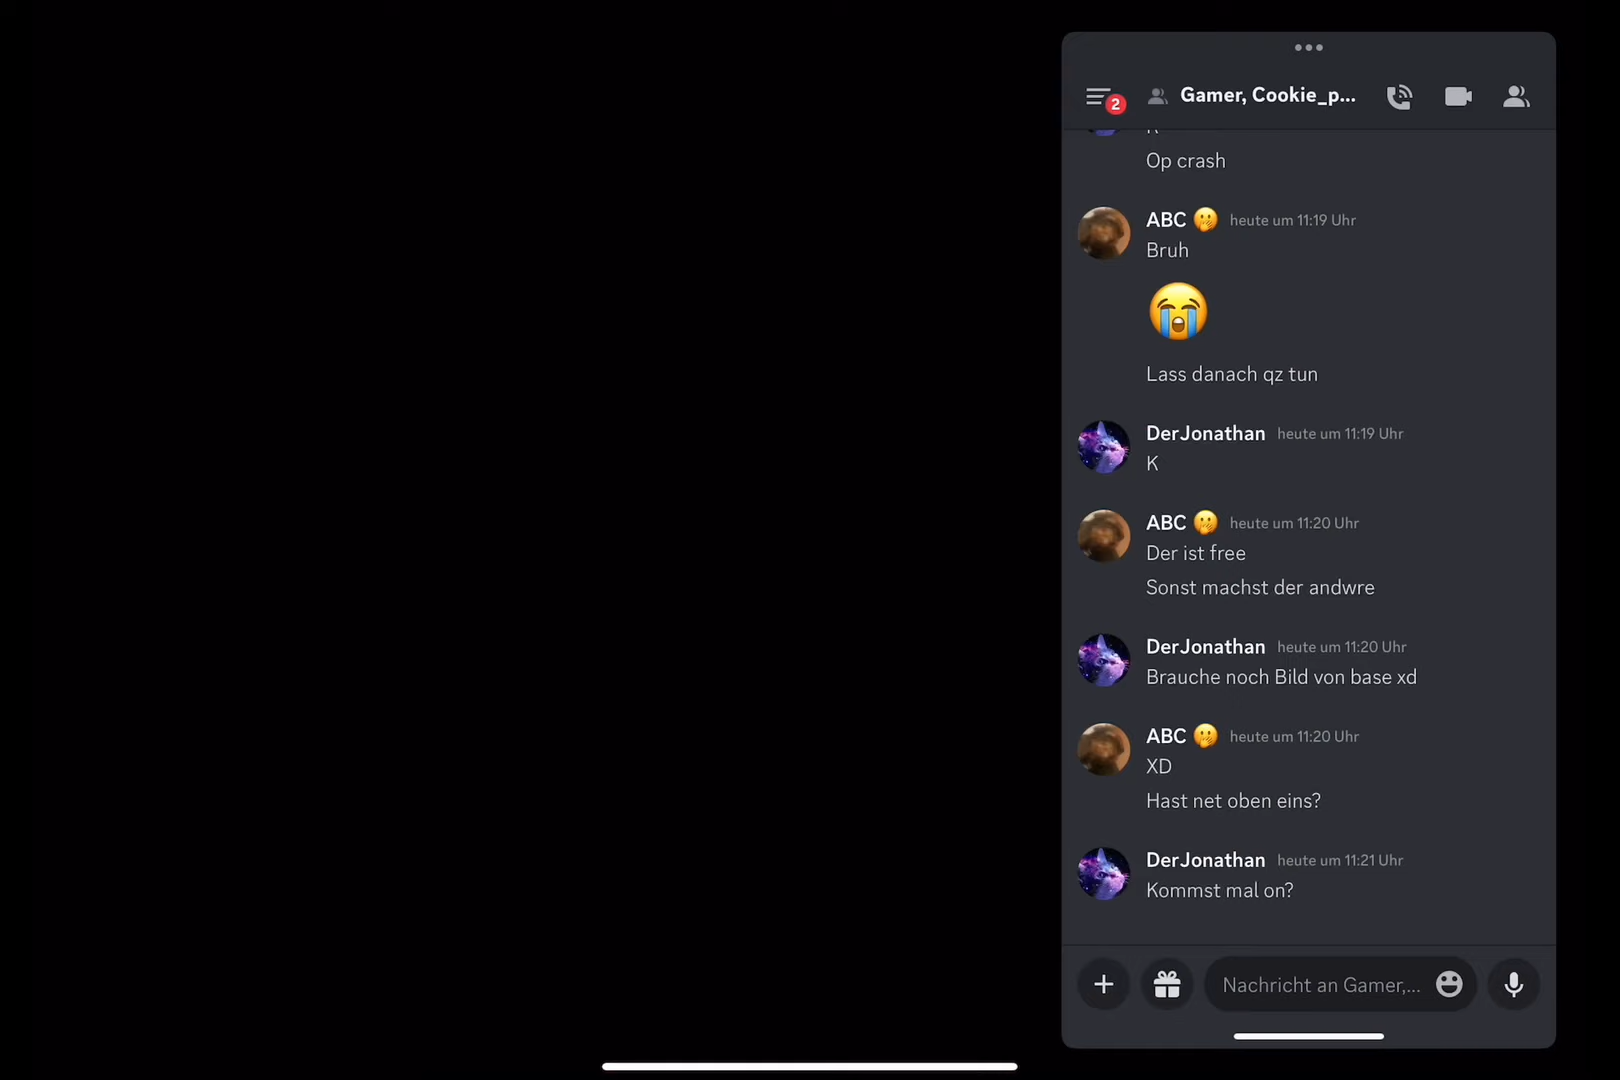 2
Gamer, Cookie_p...
Op crash
ABC 🫢 heute um 11:19 Uhr
Bruh
😭
Lass danach qz tun
DerJonathan heute um 11:19 Uhr
K
ABC 🫢 heute um 11:20 Uhr
Der ist free
Sonst machst der andwre
DerJonathan heute um 11:20 Uhr
Brauche noch Bild von base xd
ABC 🫢 heute um 11:20 Uhr
XD
Hast net oben eins?
DerJonathan heute um 11:21 Uhr
Kommst mal on?
Nachricht an Gamer,...